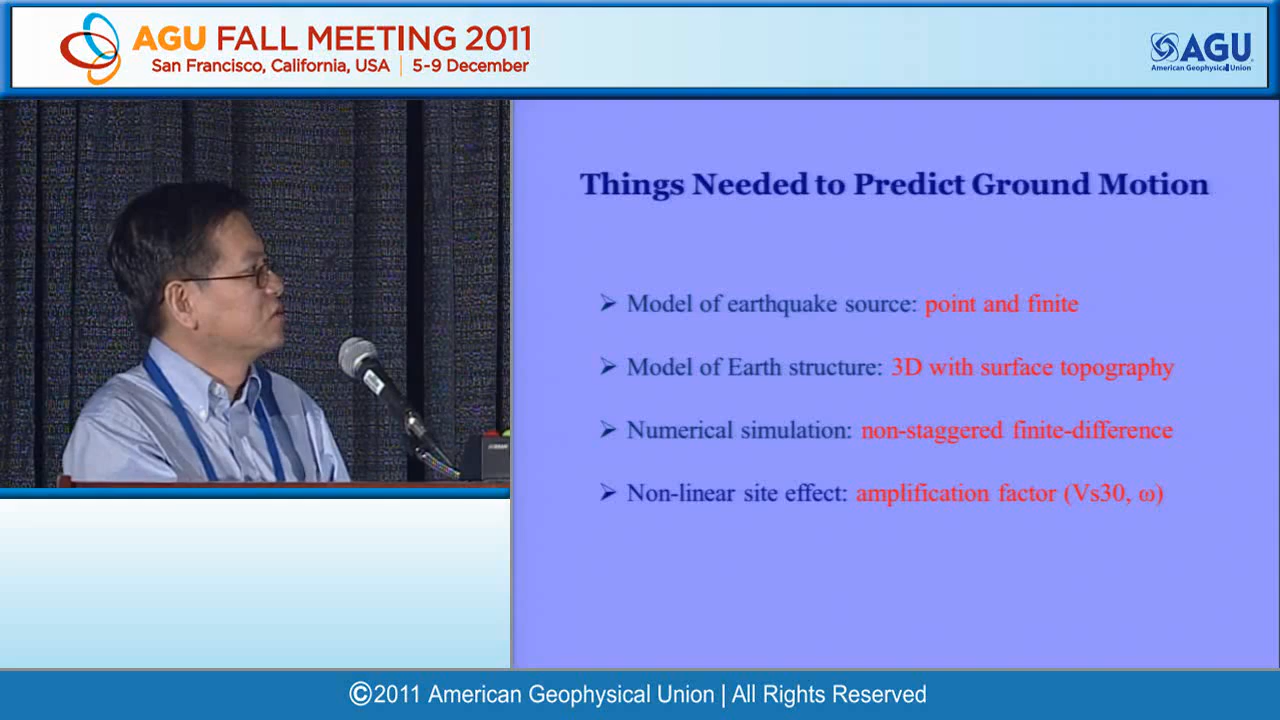 AGU FALL MEETING 2011
San Francisco, California, USA | 5-9 December
AGU
American Geophysical Union
Things Needed to Predict Ground Motion
➢ Model of earthquake source: point and finite
➢ Model of Earth structure: 3D with surface topography
➢ Numerical simulation: non-staggered finite-difference
➢ Non-linear site effect: amplification factor (Vs30, ω)
©2011 American Geophysical Union | All Rights Reserved